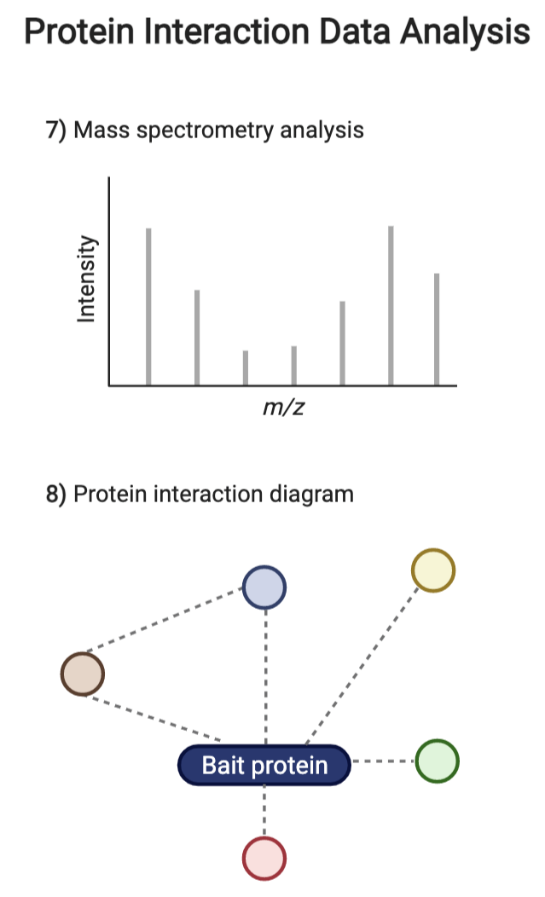 Protein Interaction Data Analysis
7) Mass spectrometry analysis
Intensity
m/z
8) Protein interaction diagram
Bait protein